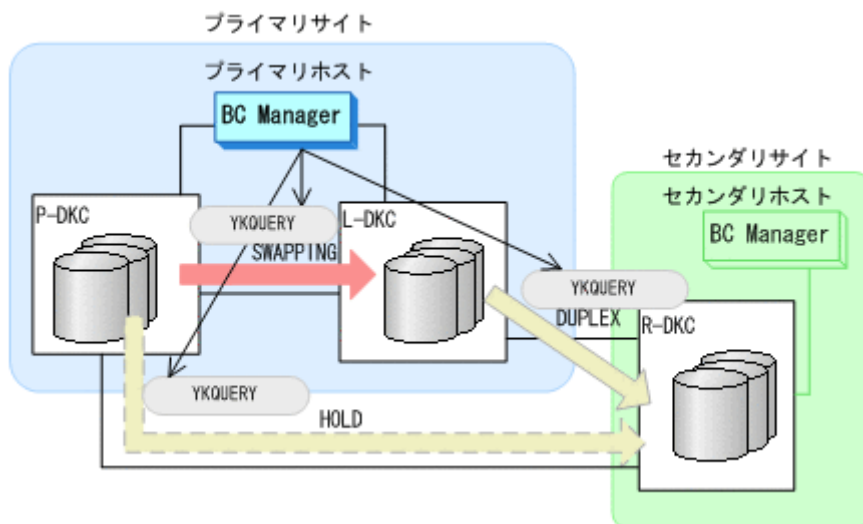 プライマリサイト
プライマリホスト
BC Manager
セカンダリサイト
セカンダリホスト
BC Manager
P-DKC
YKQUERY
L-DKC
SWAPPING
YKQUERY
DUPLEX
R-DKC
YKQUERY
HOLD